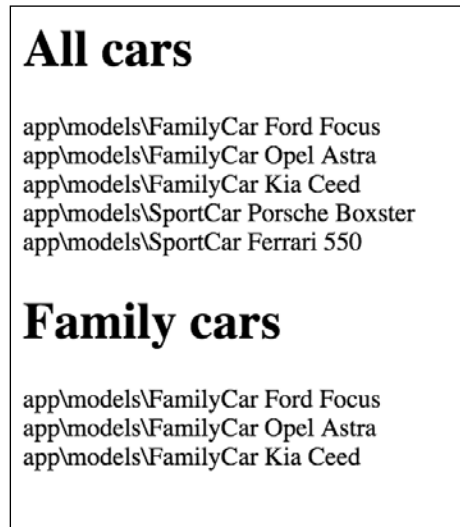 All cars
app\models\FamilyCar Ford Focus
app\models\FamilyCar Opel Astra
app\models\FamilyCar Kia Ceed
app\models\SportCar Porsche Boxster
app\models\SportCar Ferrari 550
Family cars
app\models\FamilyCar Ford Focus
app\models\FamilyCar Opel Astra
app\models\FamilyCar Kia Ceed